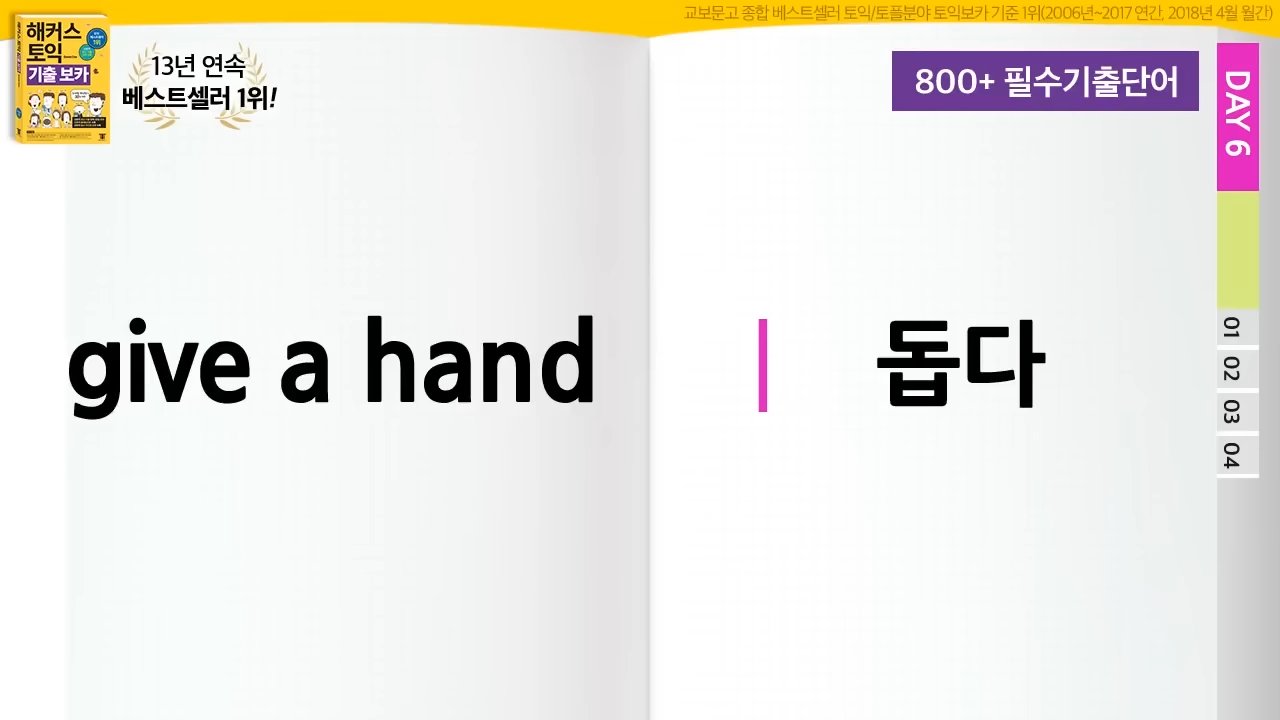 교보문고 종합 베스트셀러 토익/토플분야 토익보카 기준 1위(2006년~2017 연간, 2018년 4월 월간)
해커스
토익
기출 보카
13년 연속
베스트셀러 1위!
800+ 필수기출단어
DAY 6
give a hand
돕다
01
02
03
04